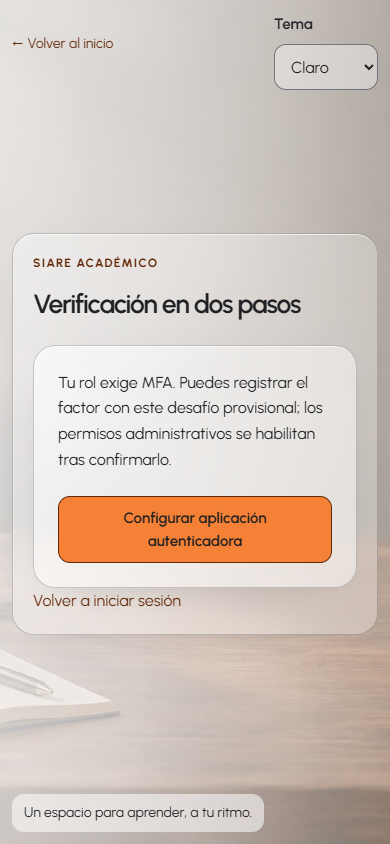 Tema
← Volver al inicio
Claro
SIARE ACADÉMICO
Verificación en dos pasos
Tu rol exige MFA. Puedes registrar el
factor con este desafío provisional; los
permisos administrativos se habilitan
tras confirmarlo.
Configurar aplicación
autenticadora
Volver a iniciar sesión
Un espacio para aprender, a tu ritmo.